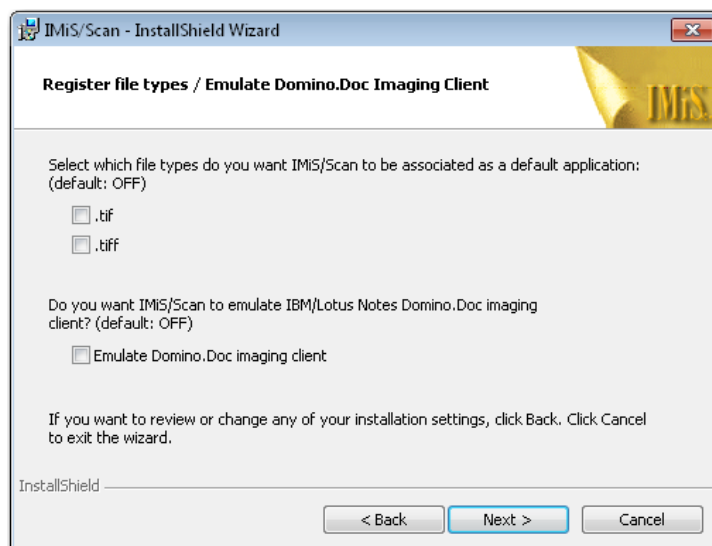 IMiS/Scan - InstallShield Wizard
Register file types / Emulate Domino.Doc Imaging Client
IMiS
Select which file types do you want IMiS/Scan to be associated as a default application:
(default: OFF)
.tif
.tiff
Do you want IMiS/Scan to emulate IBM/Lotus Notes Domino.Doc imaging
client? (default: OFF)
Emulate Domino.Doc imaging client
If you want to review or change any of your installation settings, click Back. Click Cancel
to exit the wizard.
InstallShield
< Back
Next >
Cancel